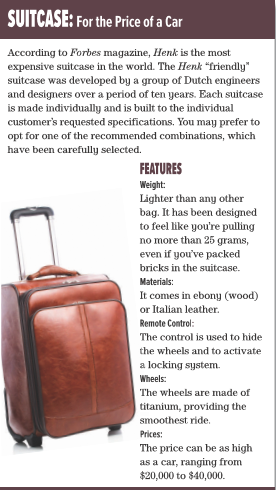 SUITCASE: For the Price of a Car
According to Forbes magazine, Henk is the most
expensive suitcase in the world. The Henk “friendly”
suitcase was developed by a group of Dutch engineers
and designers over a period of ten years. Each suitcase
is made individually and is built to the individual
customer's requested specifications. You may prefer to
opt for one of the recommended combinations, which
have been carefully selected.
FEATURES
Weight:
Lighter than any other
bag. It has been designed
to feel like you're pulling
no more than 25 grams,
even if you've packed
bricks in the suitcase.
Materials:
It comes in ebony (wood)
or Italian leather.
Remote Control:
The control is used to hide
the wheels and to activate
a locking system.
Wheels:
The wheels are made of
titanium, providing the
smoothest ride.
Prices:
The price can be as high
as a car, ranging from
$20,000 to $40,000.